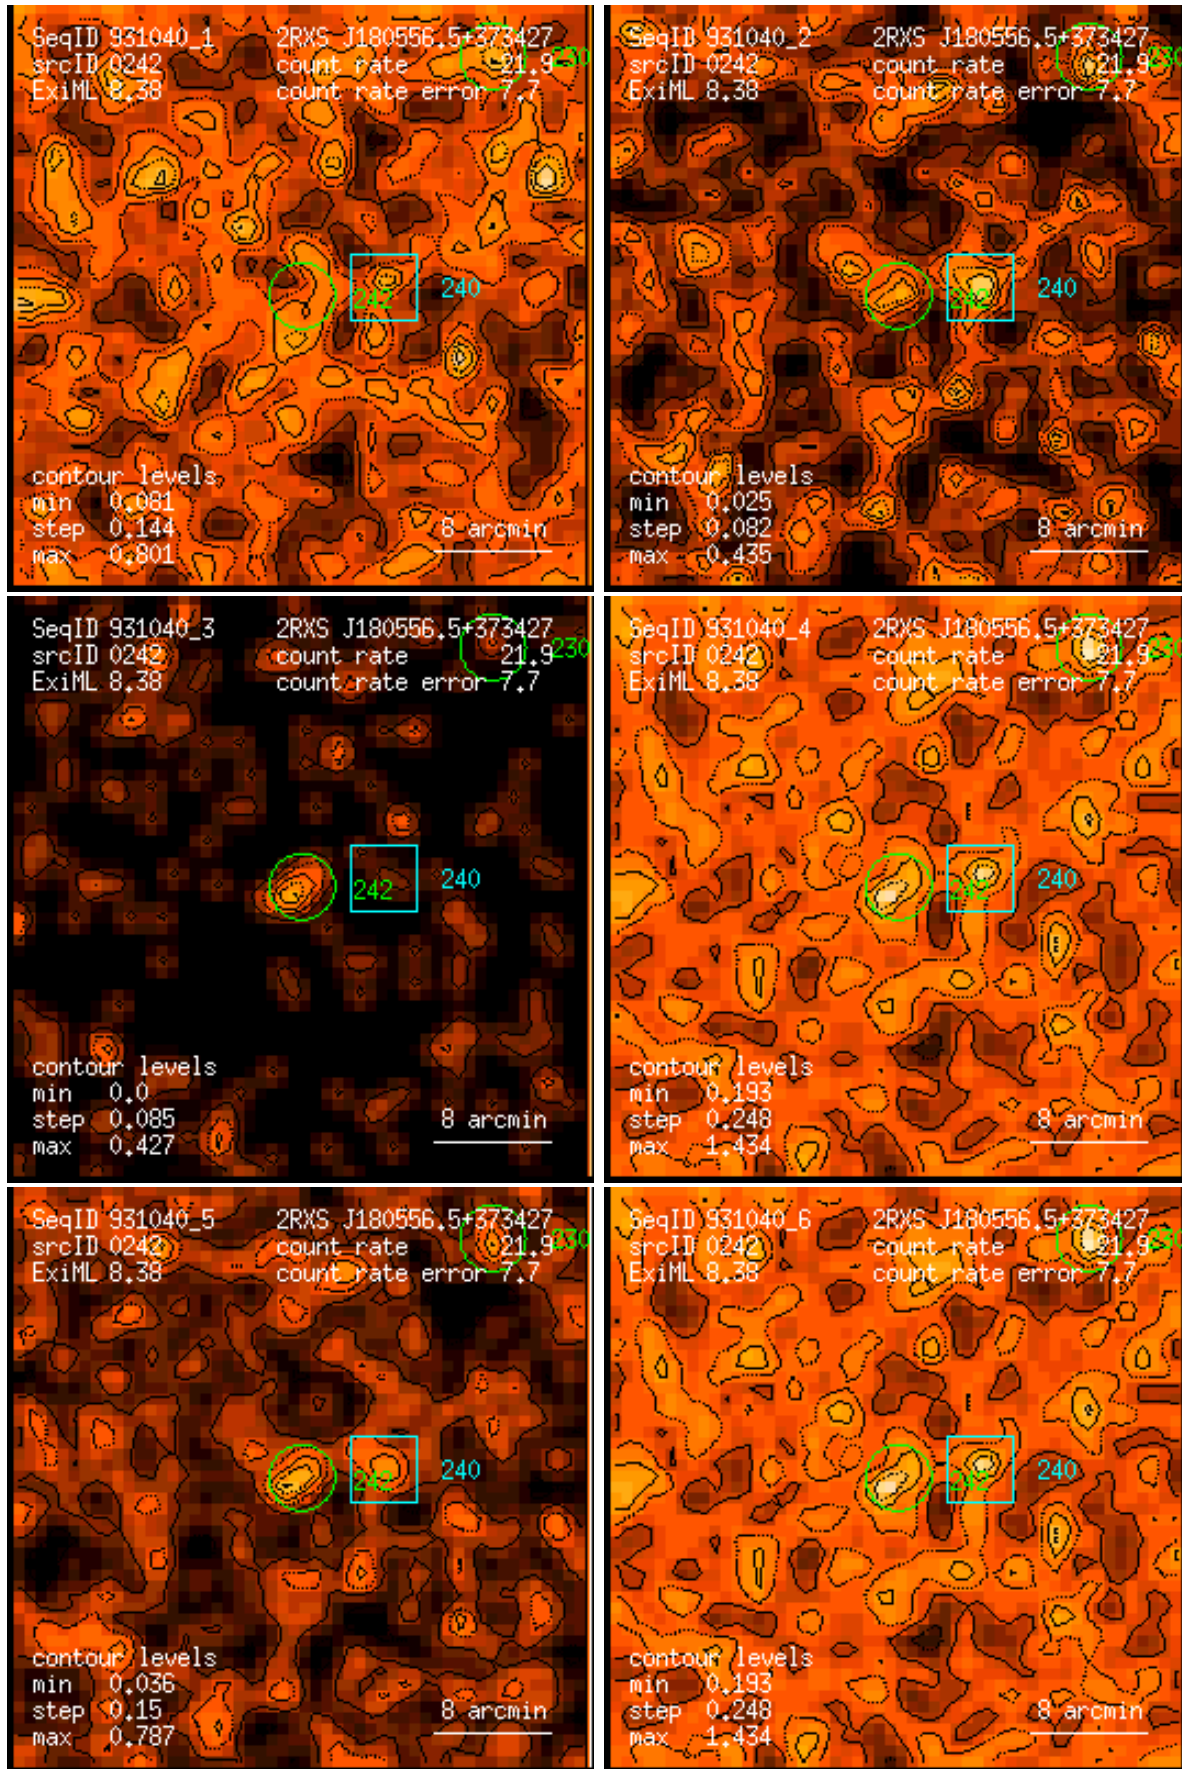 SeqID 931040_1 2RXS J180556.5+373427
srcID 0242 count rate 21.9 230
ExiML 8.38 count rate error 7.7
242 240
contour levels
min 0.081
step 0.144 8 arcmin
max 0.801
SeqID 931040_2 2RXS J180556.5+373427
srcID 0242 count rate 21.9 230
ExiML 8.38 count rate error 7.7
242 240
contour levels
min 0.025
step 0.082 8 arcmin
max 0.435
SeqID 931040_3 2RXS J180556.5+373427
srcID 0242 count rate 21.9 230
ExiML 8.38 count rate error 7.7
242 240
contour levels
min 0.0
step 0.085 8 arcmin
max 0.427
SeqID 931040_4 2RXS J180556.5+373427
srcID 0242 count rate 21.9 230
ExiML 8.38 count rate error 7.7
242 240
contour levels
min 0.193
step 0.248 8 arcmin
max 1.434
SeqID 931040_5 2RXS J180556.5+373427
srcID 0242 count rate 21.9 230
ExiML 8.38 count rate error 7.7
242 240
contour levels
min 0.036
step 0.15 8 arcmin
max 0.787
SeqID 931040_6 2RXS J180556.5+373427
srcID 0242 count rate 21.9 230
ExiML 8.38 count rate error 7.7
242 240
contour levels
min 0.193
step 0.248 8 arcmin
max 1.434